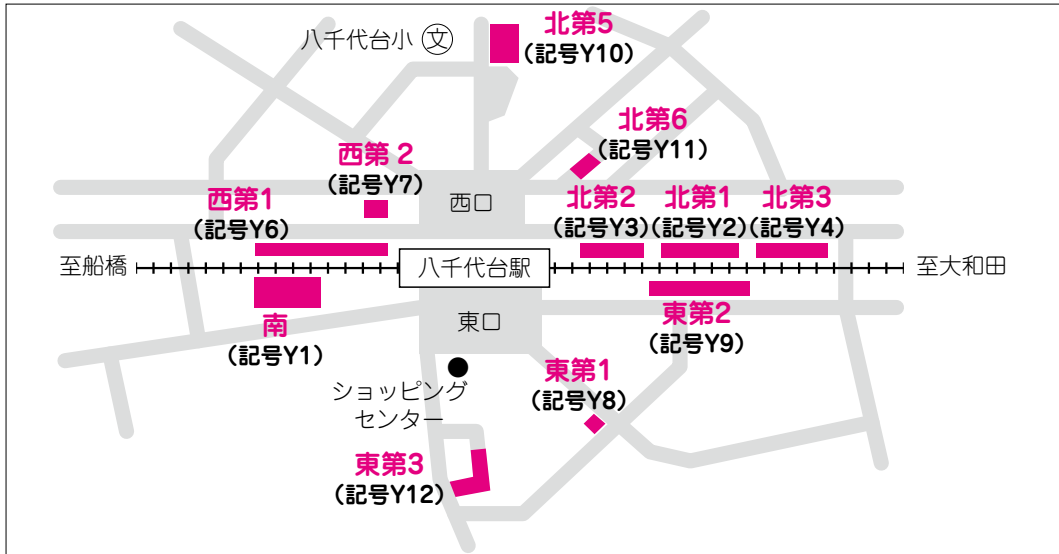 八千代台小 文
北第5
(記号Y10)
北第6
(記号Y11)
西第2
(記号Y7)
西第1
(記号Y6)
西口
北第2
(記号Y3)
北第1
(記号Y2)
北第3
(記号Y4)
至船橋
八千代台駅
至大和田
南
(記号Y1)
東口
東第2
(記号Y9)
ショッピング
センター
東第1
(記号Y8)
東第3
(記号Y12)